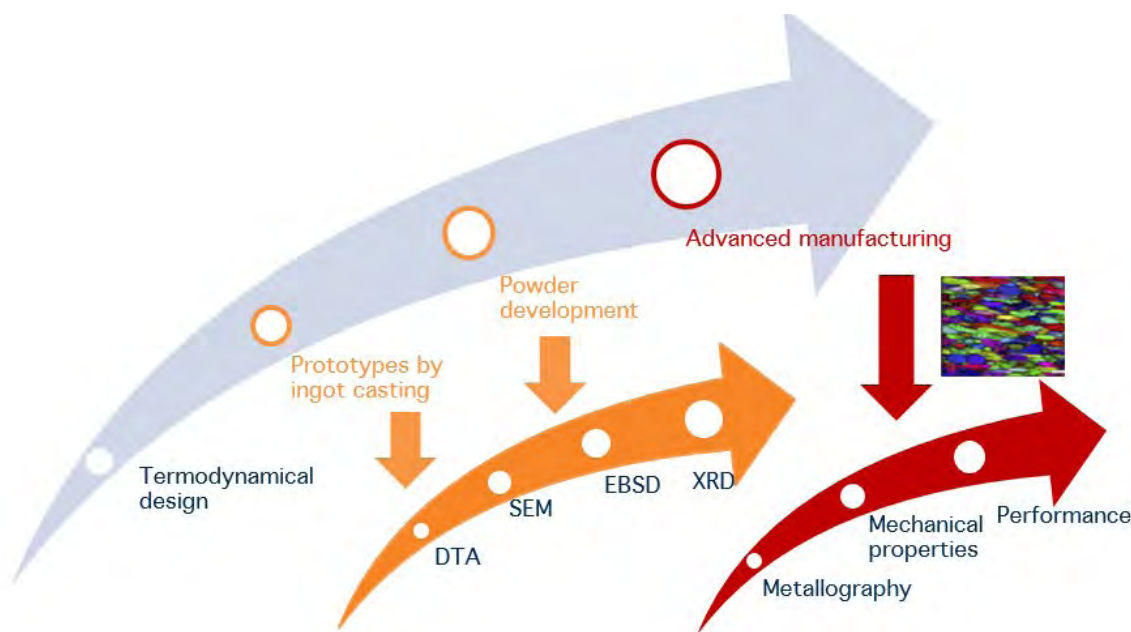 Advanced manufacturing
Powder
development
Prototypes by
ingot casting
Termodynamical
design
DTA
SEM
EBSD
XRD
Metallography
Mechanical
properties
Performance